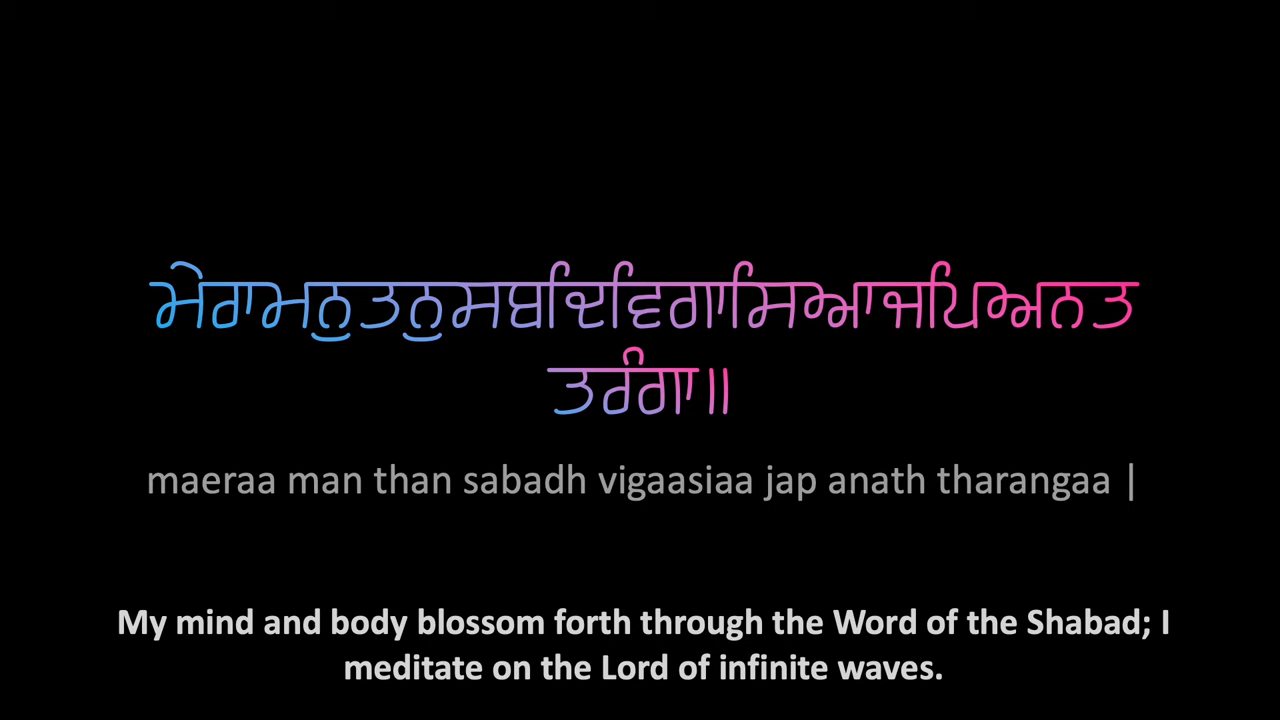 ਮੇਰਾਮਨੁਤਨੁਸਬਦਿਵਿਗਾਸਿਆਜਪਿਅਨਤ
ਤਰੰਗਾ॥
maeraa man than sabadh vigaasiaa jap anath tharangaa |
My mind and body blossom forth through the Word of the Shabad; I
meditate on the Lord of infinite waves.